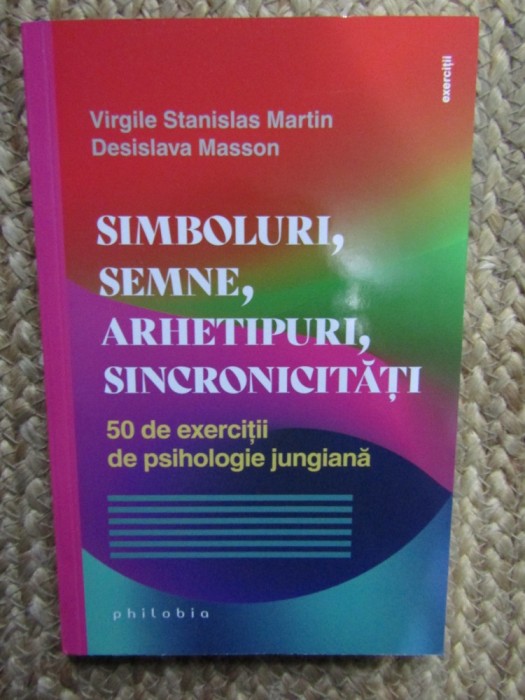 exerciții
Virgile Stanislas Martin
Desislava Masson
SIMBOLURI,
SEMNE,
ARHETIPURI,
SINCRONICITĂȚI
50 de exerciții
de psihologie jungiană
philobia